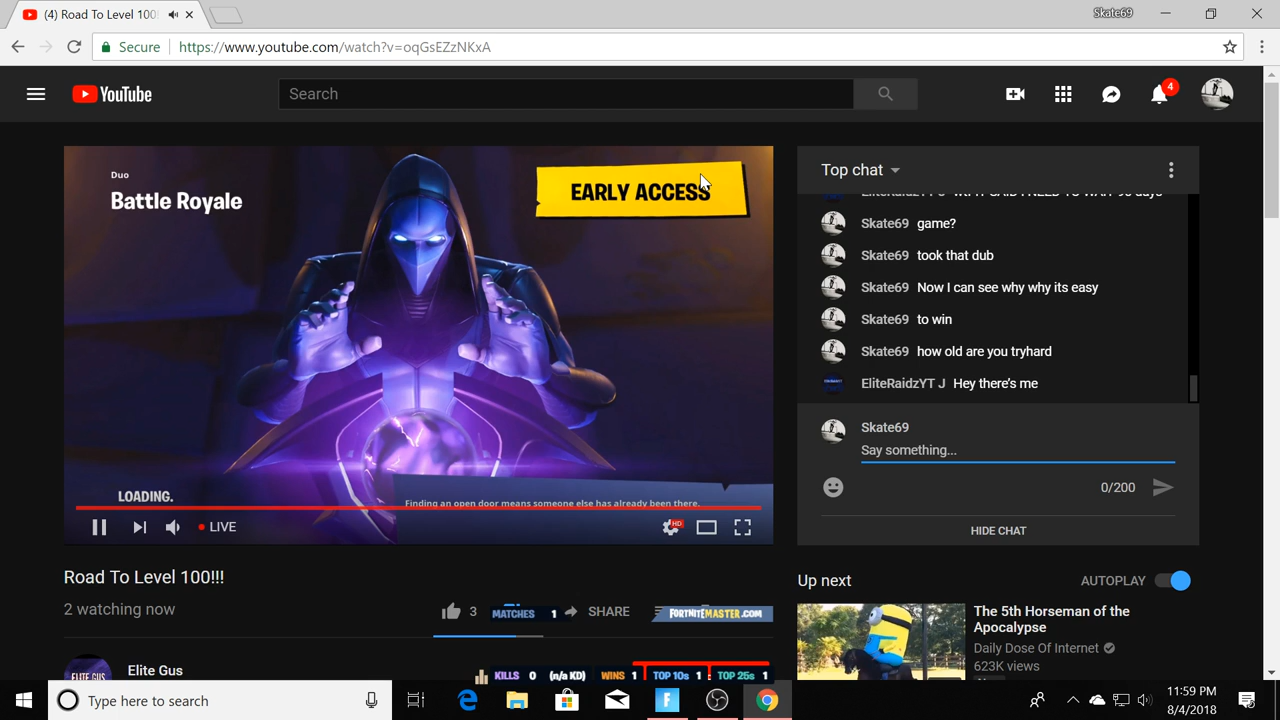 (4) Road To Level 100!
Skate69
Secure
https://www.youtube.com/watch?v=oqGsEZzNKxA
YouTube
Search
4
Duo
Battle Royale
EARLY ACCESS
LOADING.
Finding an open door means someone else has already been there.
LIVE
HD
Top chat
Skate69 game?
Skate69 took that dub
Skate69 Now I can see why why its easy
Skate69 to win
Skate69 how old are you tryhard
EliteRaidzYT J Hey there's me
Skate69
Say something...
0/200
HIDE CHAT
Road To Level 100!!!
2 watching now
3
MATCHES 1
SHARE
FORTNITEMASTER.COM
Elite Gus
ELITE GUS
KILLS 0 (n/a KD) WINS 1 TOP 10s 1 TOP 25s 1
Up next
AUTOPLAY
The 5th Horseman of the
Apocalypse
Daily Dose Of Internet
623K views
Type here to search
11:59 PM
8/4/2018